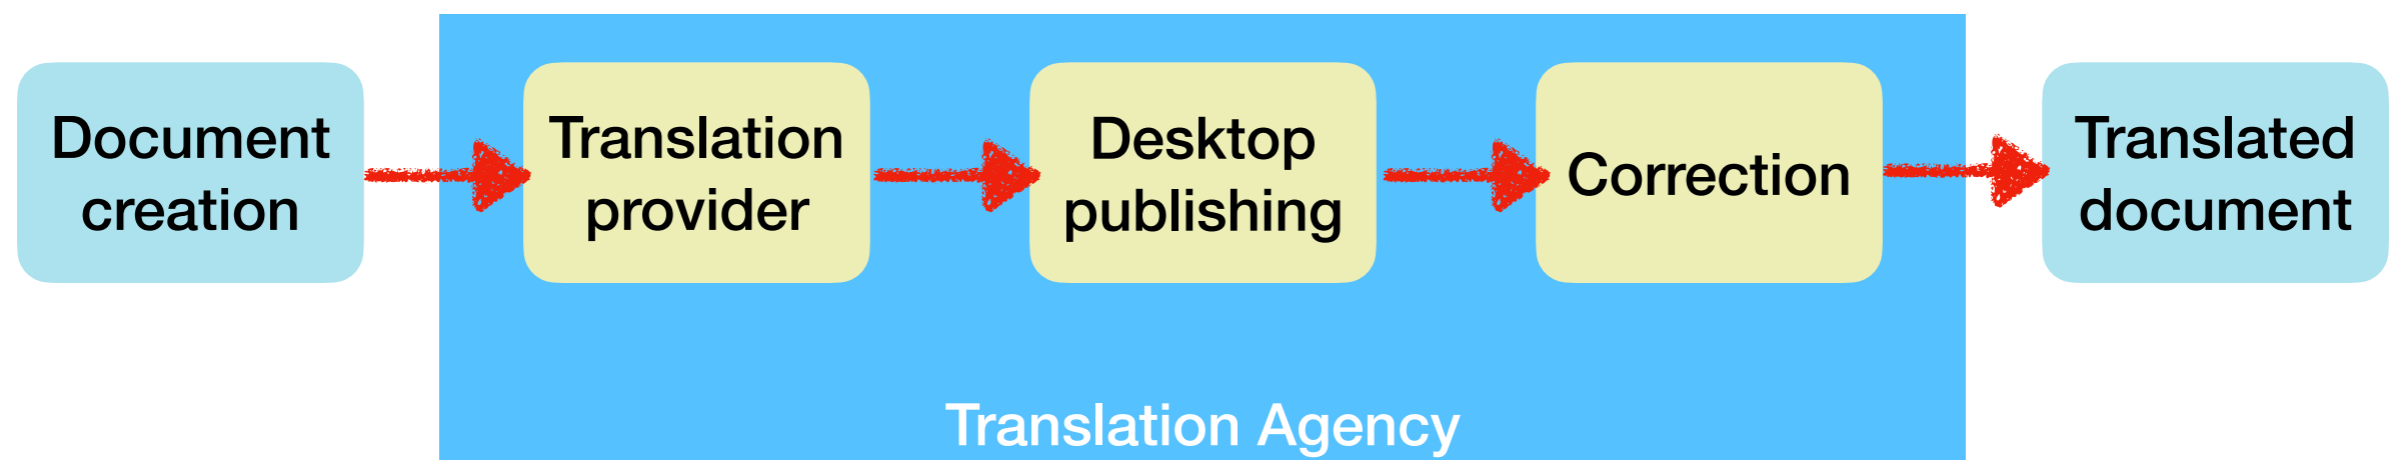 Document
creation
Translation
provider
Desktop
publishing
Correction
Translated
document
Translation Agency